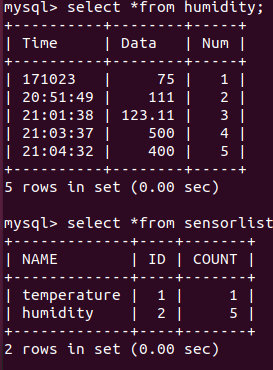 mysql> select *from humidity;
+----------+--------+-----+
| Time     | Data   | Num |
+----------+--------+-----+
| 171023   |     75 |   1 |
| 20:51:49 |    111 |   2 |
| 21:01:38 | 123.11 |   3 |
| 21:03:37 |    500 |   4 |
| 21:04:32 |    400 |   5 |
+----------+--------+-----+
5 rows in set (0.00 sec)

mysql> select *from sensorlist
+-------------+----+-------+
| NAME        | ID | COUNT |
+-------------+----+-------+
| temperature |  1 |     1 |
| humidity    |  2 |     5 |
+-------------+----+-------+
2 rows in set (0.00 sec)